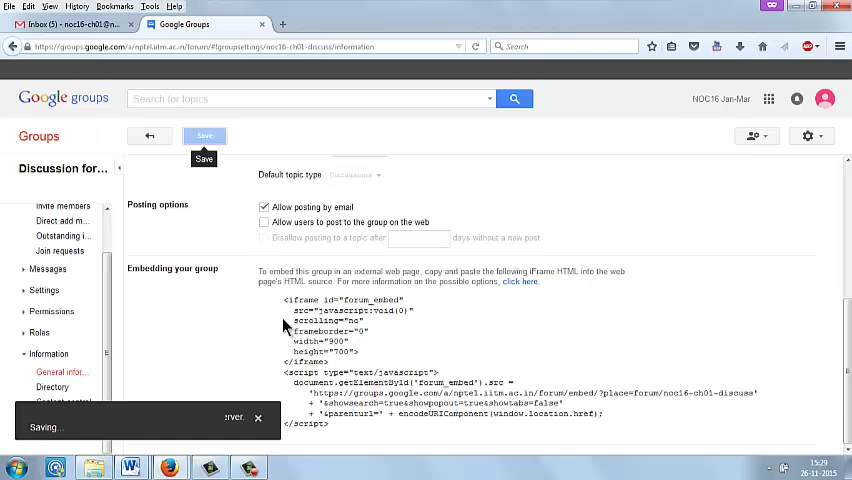 File Edit View History Bookmarks Tools Help
Inbox (5) - noc16-ch01@n...
Google Groups
https://groups.google.com/a/nptel.iitm.ac.in/forum/#!groupsettings/noc16-ch01-discuss/information
Search
Google groups
Search for topics
NOC16 Jan-Mar
Groups
Save
Save
Discussion for...
Default topic type
Posting options
Allow posting by email
Allow users to post to the group on the web
Disallow posting to a topic after days without a new post
Invite members
Direct add m...
Outstanding i...
Join requests
Messages
Settings
Permissions
Roles
Information
General infor...
Directory
Embedding your group
To embed this group in an external web page, copy and paste the following iFrame HTML into the web
page's HTML source. For more information on the possible options, click here.
<iframe id="forum_embed"
src="javascript:void(0)"
scrolling="no"
frameborder="0"
width="900"
height="700">
</iframe>
<script type="text/javascript">
document.getElementById('forum_embed').src =
'https://groups.google.com/a/nptel.iitm.ac.in/forum/embed/?place=forum/noc16-ch01-discuss'
+ '&showsearch=true&showpopout=true&showtabs=false'
+ '&parenturl=' + encodeURIComponent(window.location.href);
</script>
erver.
Saving...
15:29
26-11-2015